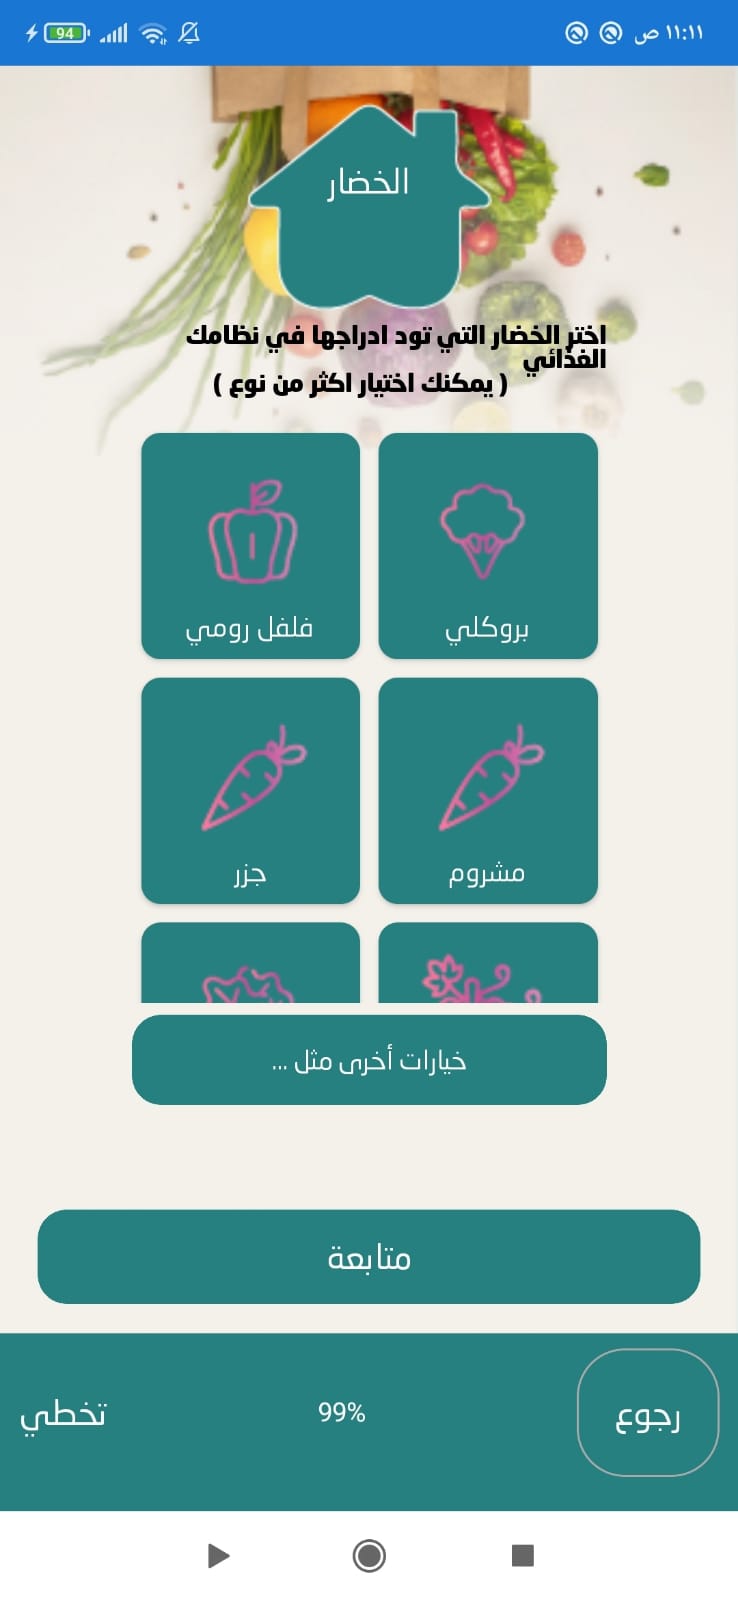 ١١:١١ ص
94
الخضار
اختر الخضار التي تود ادراجها في نظامك
الغذائي
( يمكنك اختيار اكثر من نوع )
بروكلي
فلفل رومي
مشروم
جزر
خيارات أخرى مثل ...
متابعة
رجوع
99%
تخطي